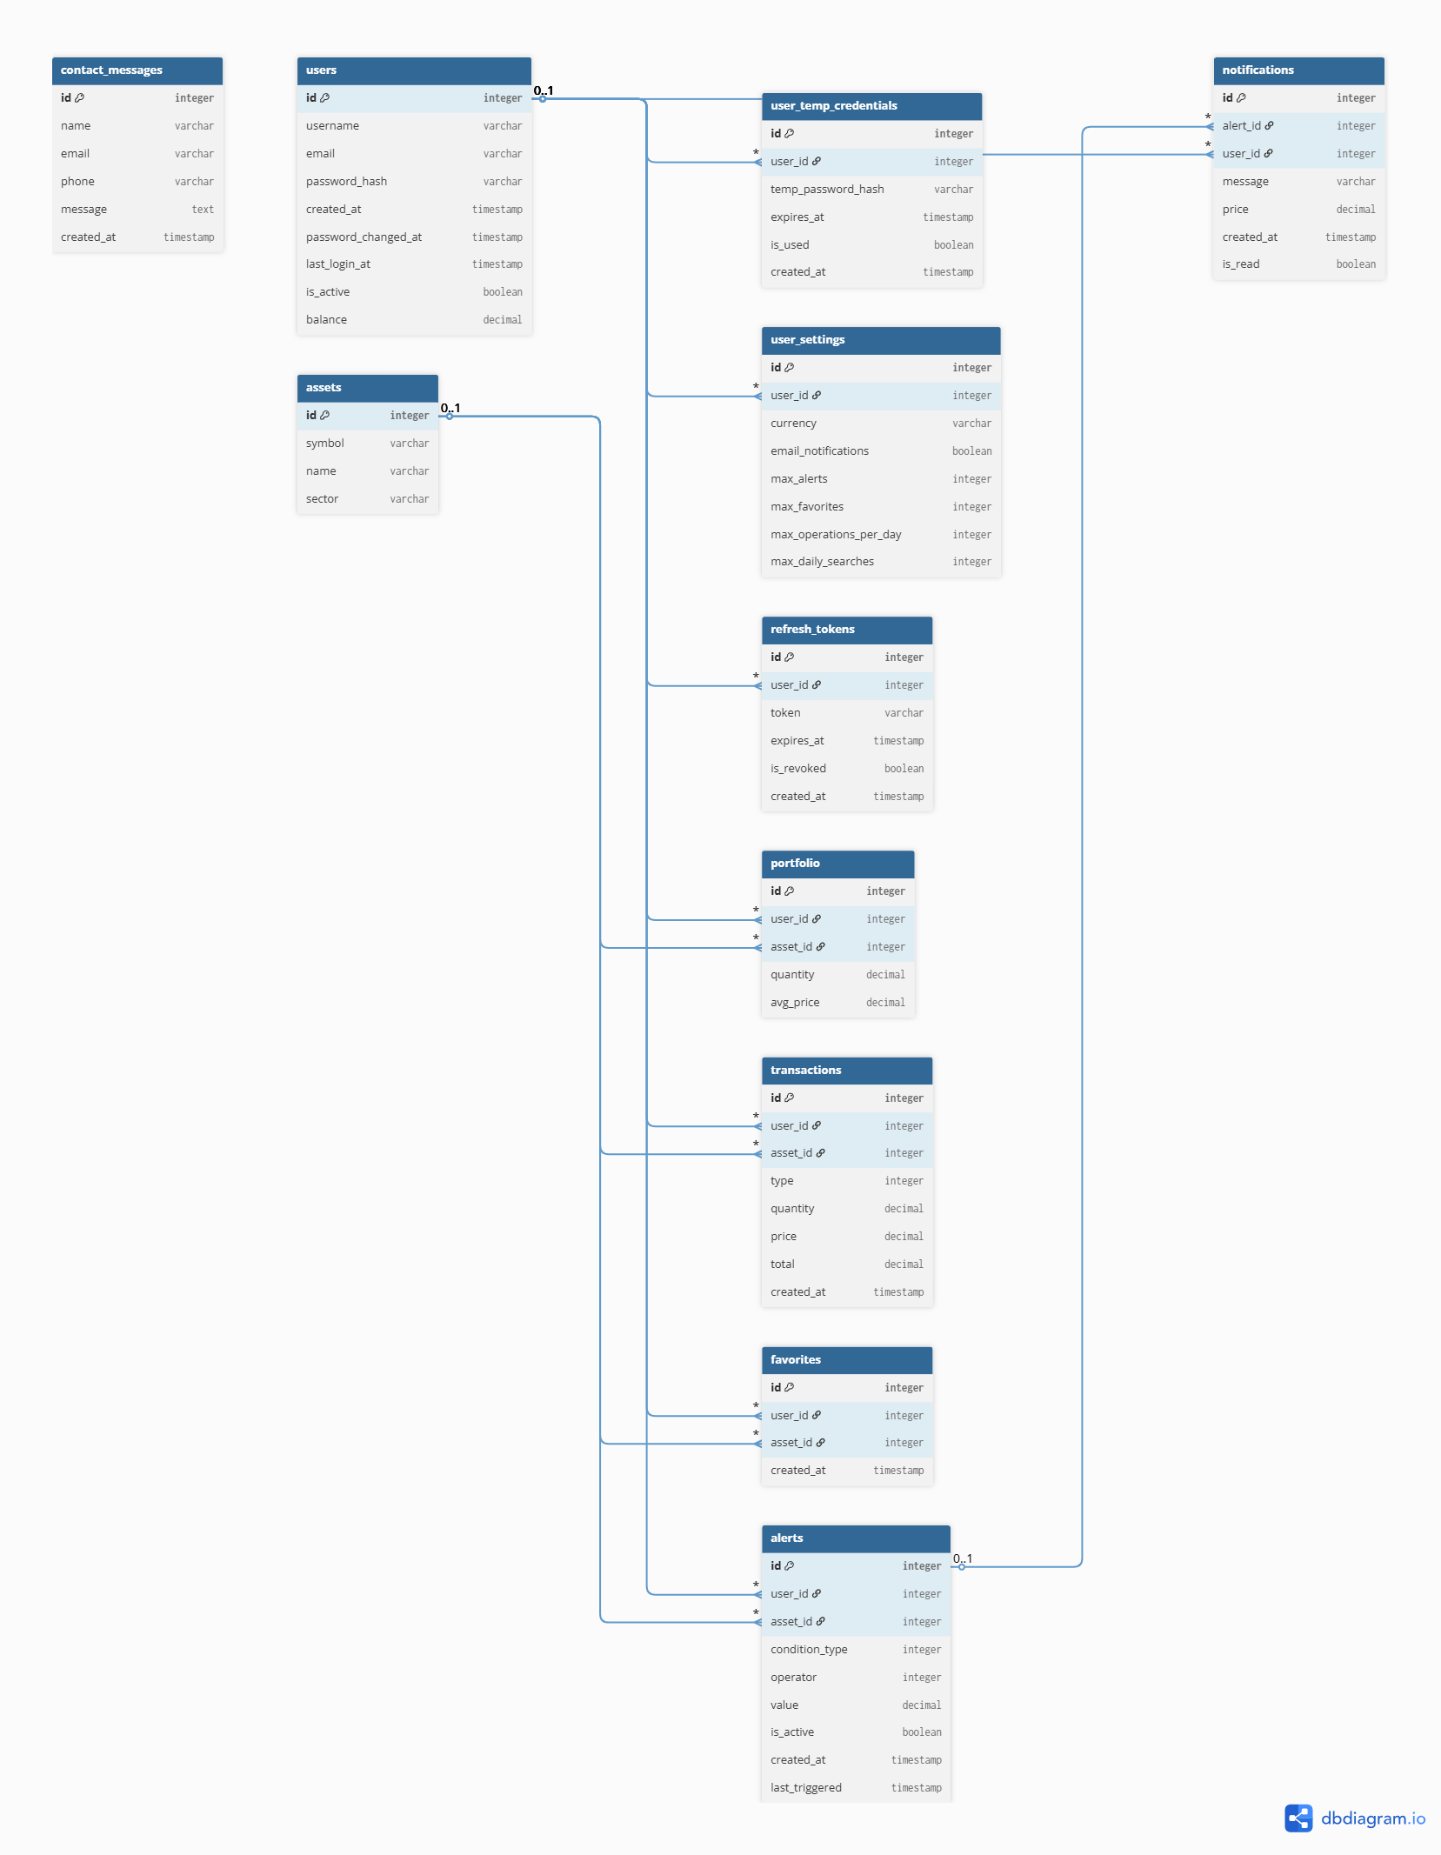 contact_messages
id integer
name varchar
email varchar
phone varchar
message text
created_at timestamp
users
id integer
username varchar
email varchar
password_hash varchar
created_at timestamp
password_changed_at timestamp
last_login_at timestamp
is_active boolean
balance decimal
0..1
assets
id integer
symbol varchar
name varchar
sector varchar
0..1
user_temp_credentials
id integer
* user_id integer
temp_password_hash varchar
expires_at timestamp
is_used boolean
created_at timestamp
user_settings
id integer
* user_id integer
currency varchar
email_notifications boolean
max_alerts integer
max_favorites integer
max_operations_per_day integer
max_daily_searches integer
refresh_tokens
id integer
* user_id integer
token varchar
expires_at timestamp
is_revoked boolean
created_at timestamp
portfolio
id integer
* user_id integer
* asset_id integer
quantity decimal
avg_price decimal
transactions
id integer
* user_id integer
* asset_id integer
type integer
quantity decimal
price decimal
total decimal
created_at timestamp
favorites
id integer
* user_id integer
* asset_id integer
created_at timestamp
alerts
id integer 0..1
* user_id integer
* asset_id integer
condition_type integer
operator integer
value decimal
is_active boolean
created_at timestamp
last_triggered timestamp
notifications
id integer
* alert_id integer
* user_id integer
message varchar
price decimal
created_at timestamp
is_read boolean
dbdiagram.io